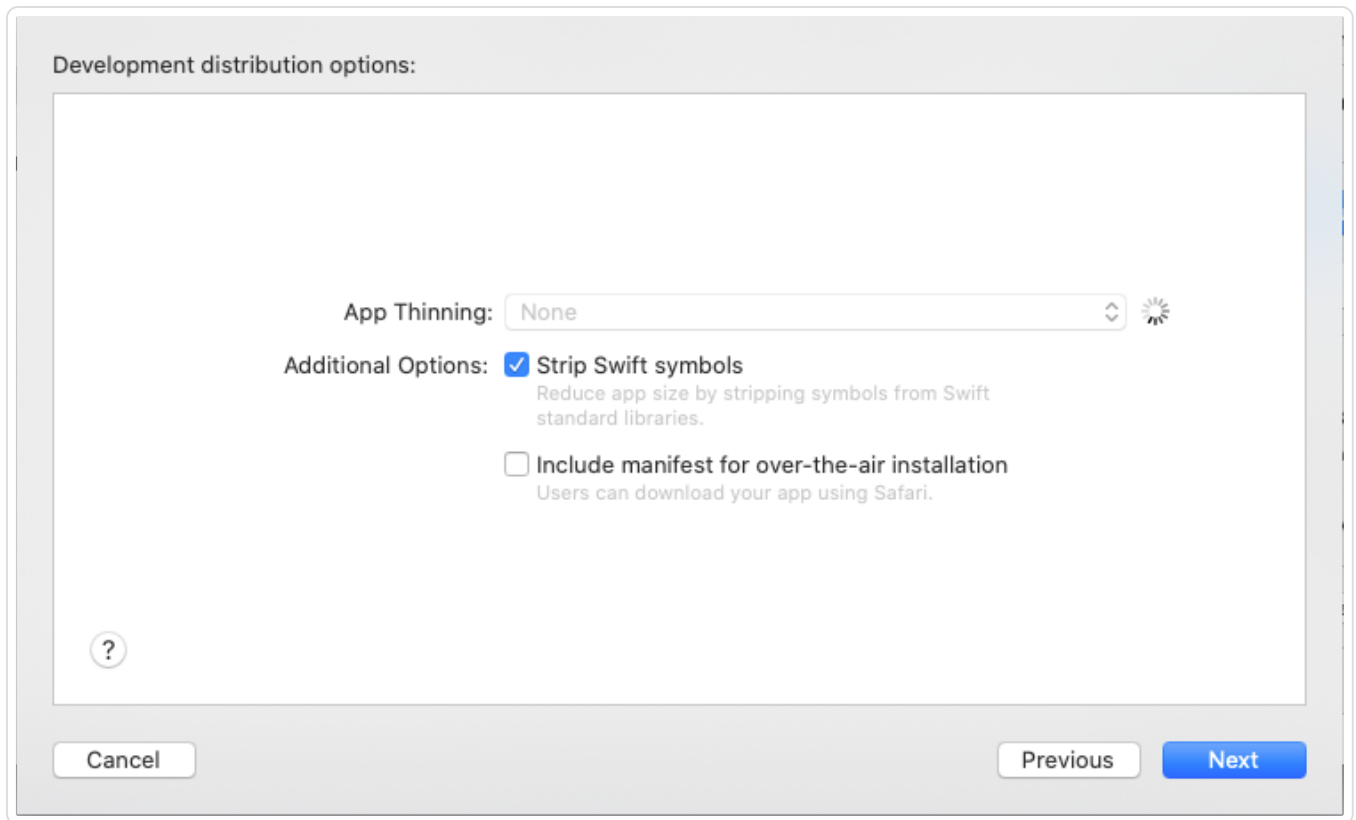 Development distribution options:
App Thinning: None
Additional Options: Strip Swift symbols
Reduce app size by stripping symbols from Swift
standard libraries.
Include manifest for over-the-air installation
Users can download your app using Safari.
?
Cancel Previous Next